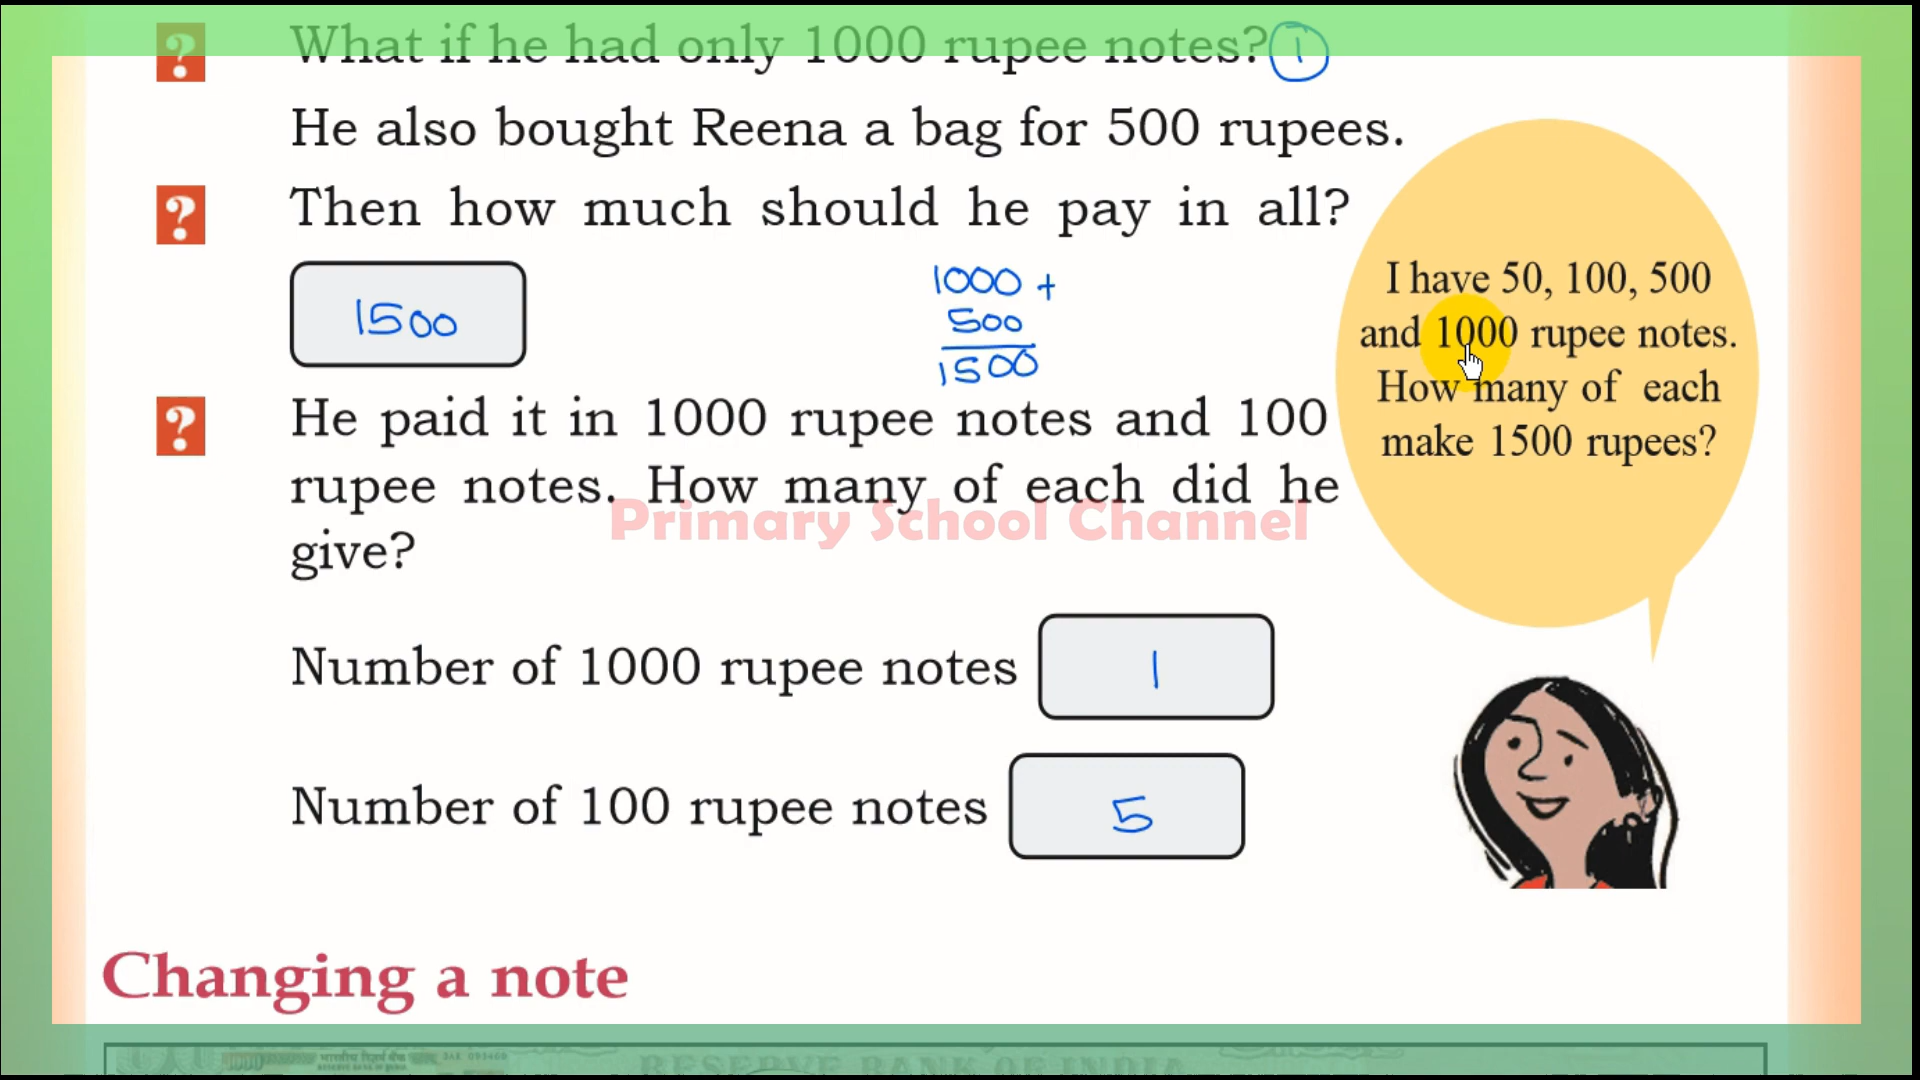 What if he had only 1000 rupee notes? 1
He also bought Reena a bag for 500 rupees.
Then how much should he pay in all?
1500
1000 +
500
1500
He paid it in 1000 rupee notes and 100
rupee notes. How many of each did he
give?
Number of 1000 rupee notes 1
Number of 100 rupee notes 5
I have 50, 100, 500
and 1000 rupee notes.
How many of each
make 1500 rupees?
Primary School Channel
Changing a note
RESERVE BANK OF INDIA